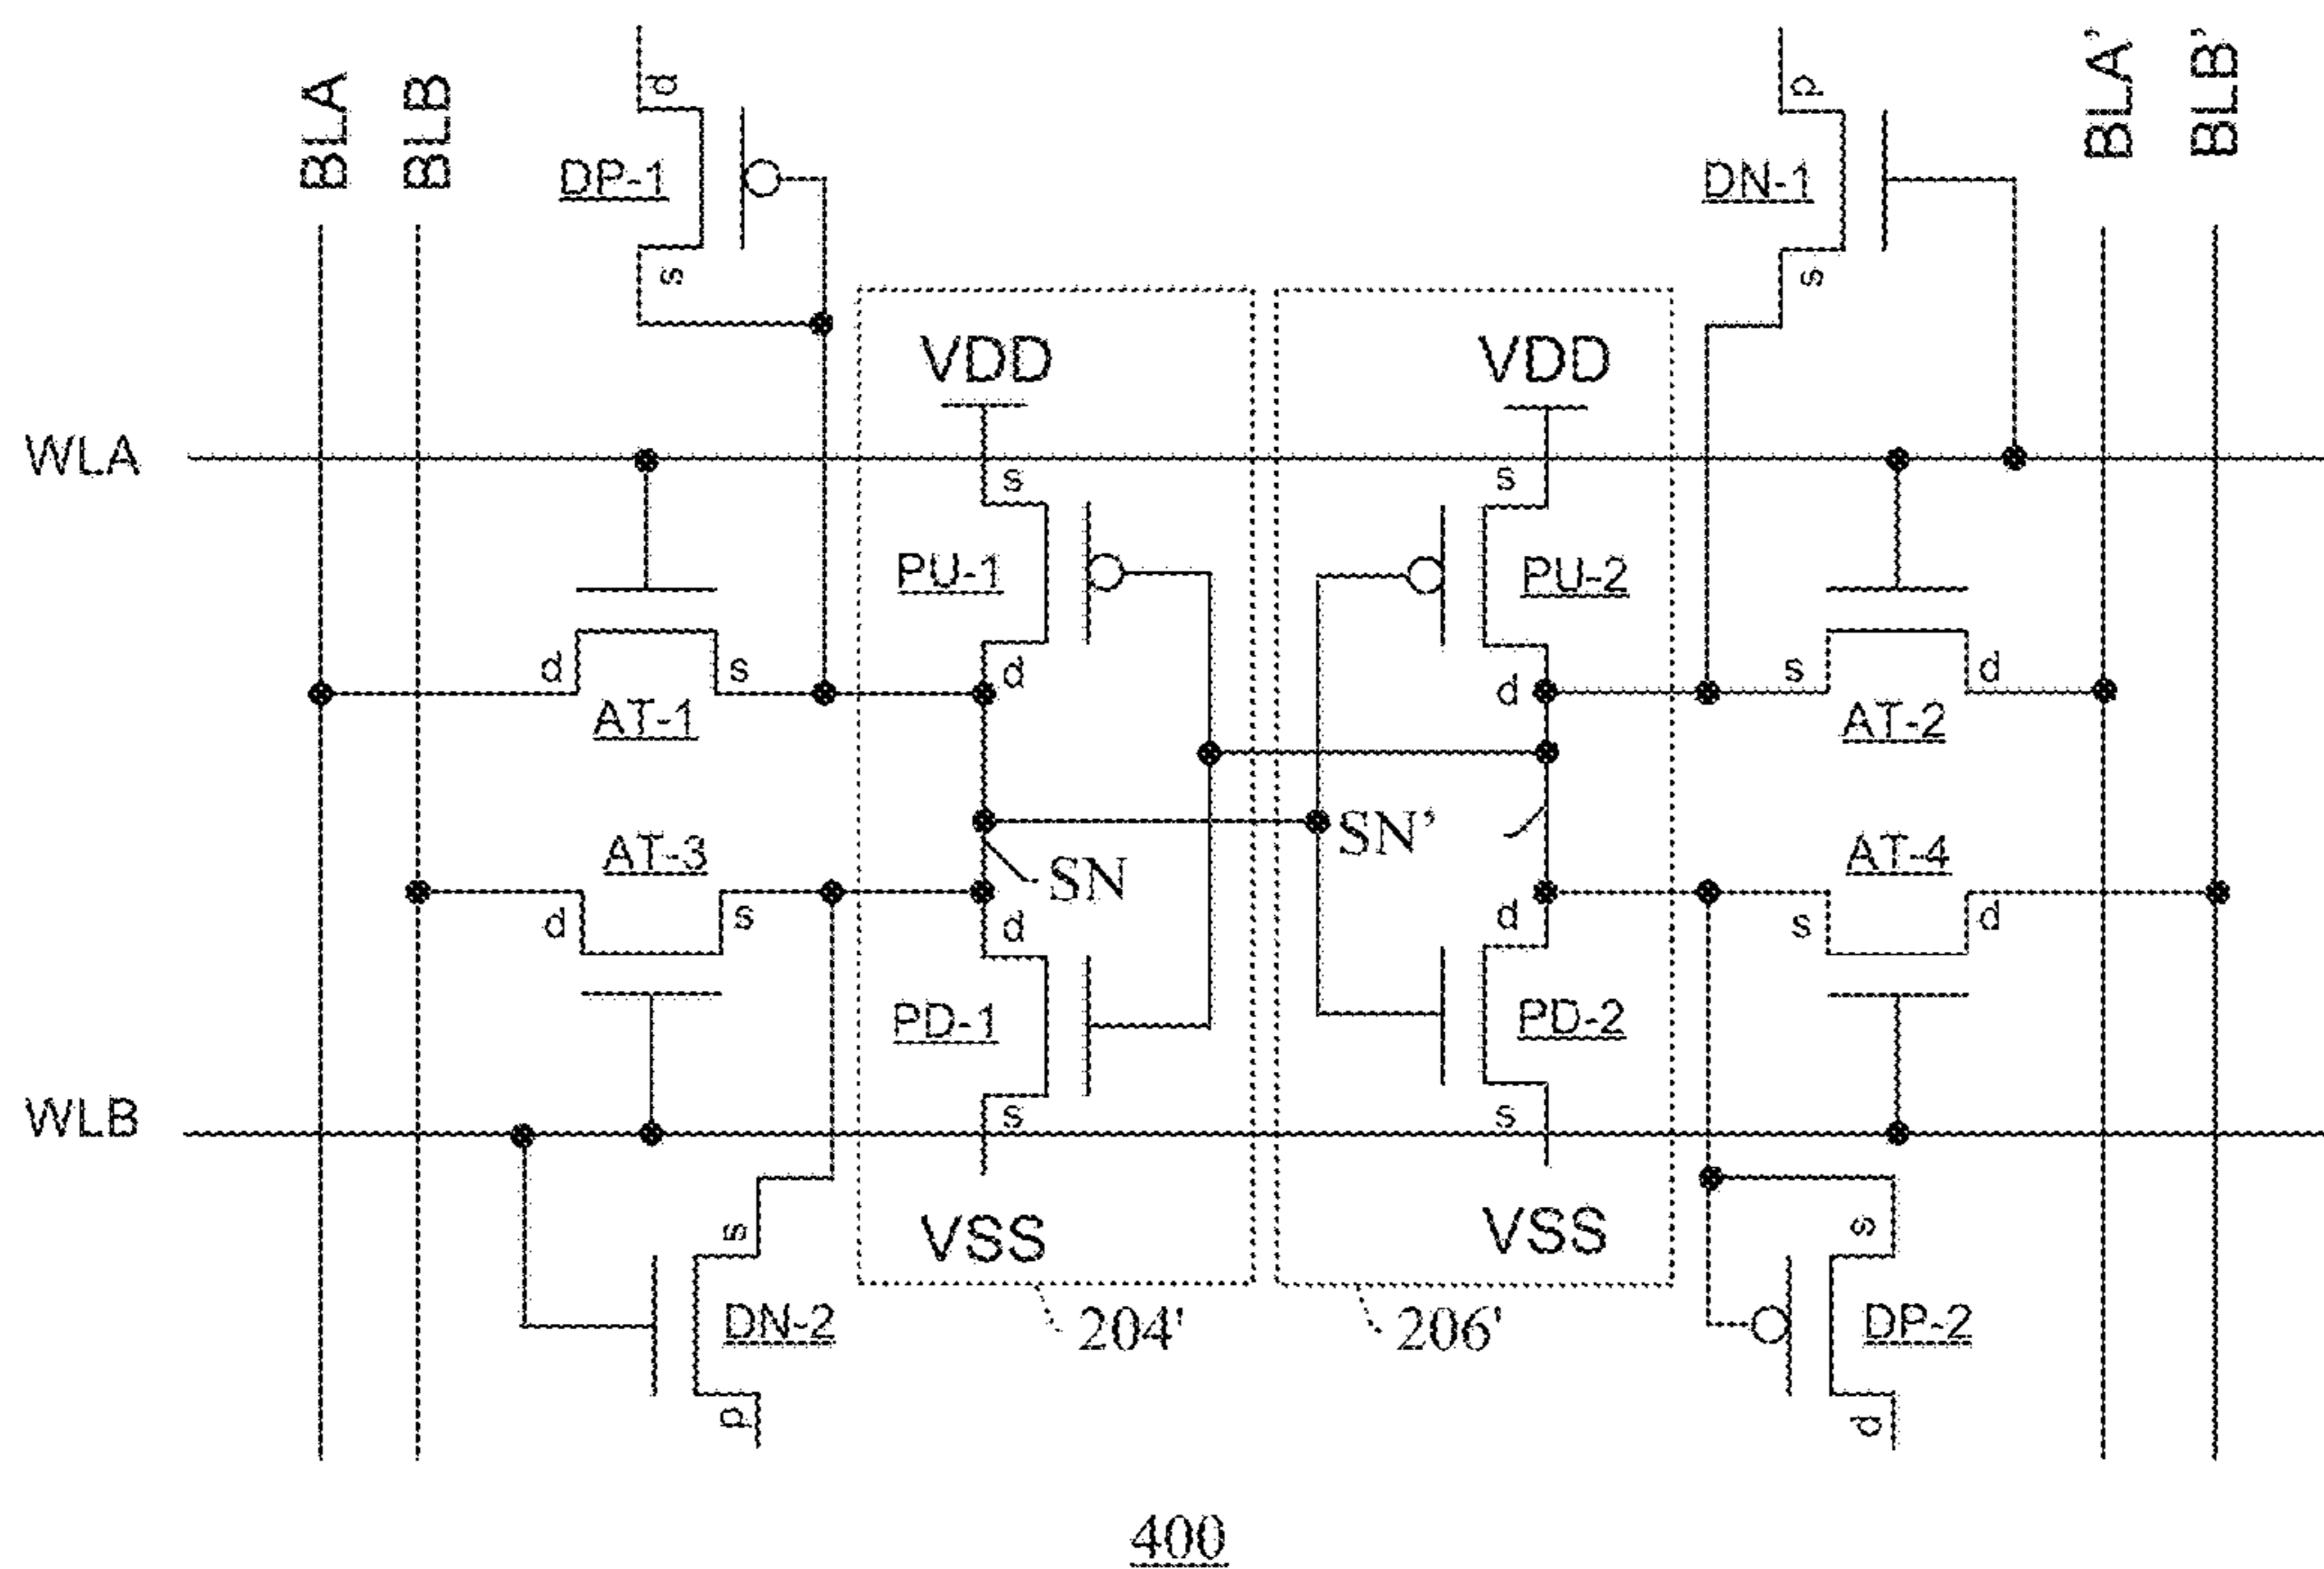 BLA
BLB
d
DP-1
s
p
DN-1
s
BLA'
BLB'
VDD
VDD
WLA
s
s
PU-1
PU-2
d
s
d
d
s
d
AT-1
AT-2
SN'
AT-3
SN
AT-4
d
s
d
d
s
d
PD-1
PD-2
WLB
s
s
s
VSS
VSS
s
DN-2
204'
206'
DP-2
p
d
400